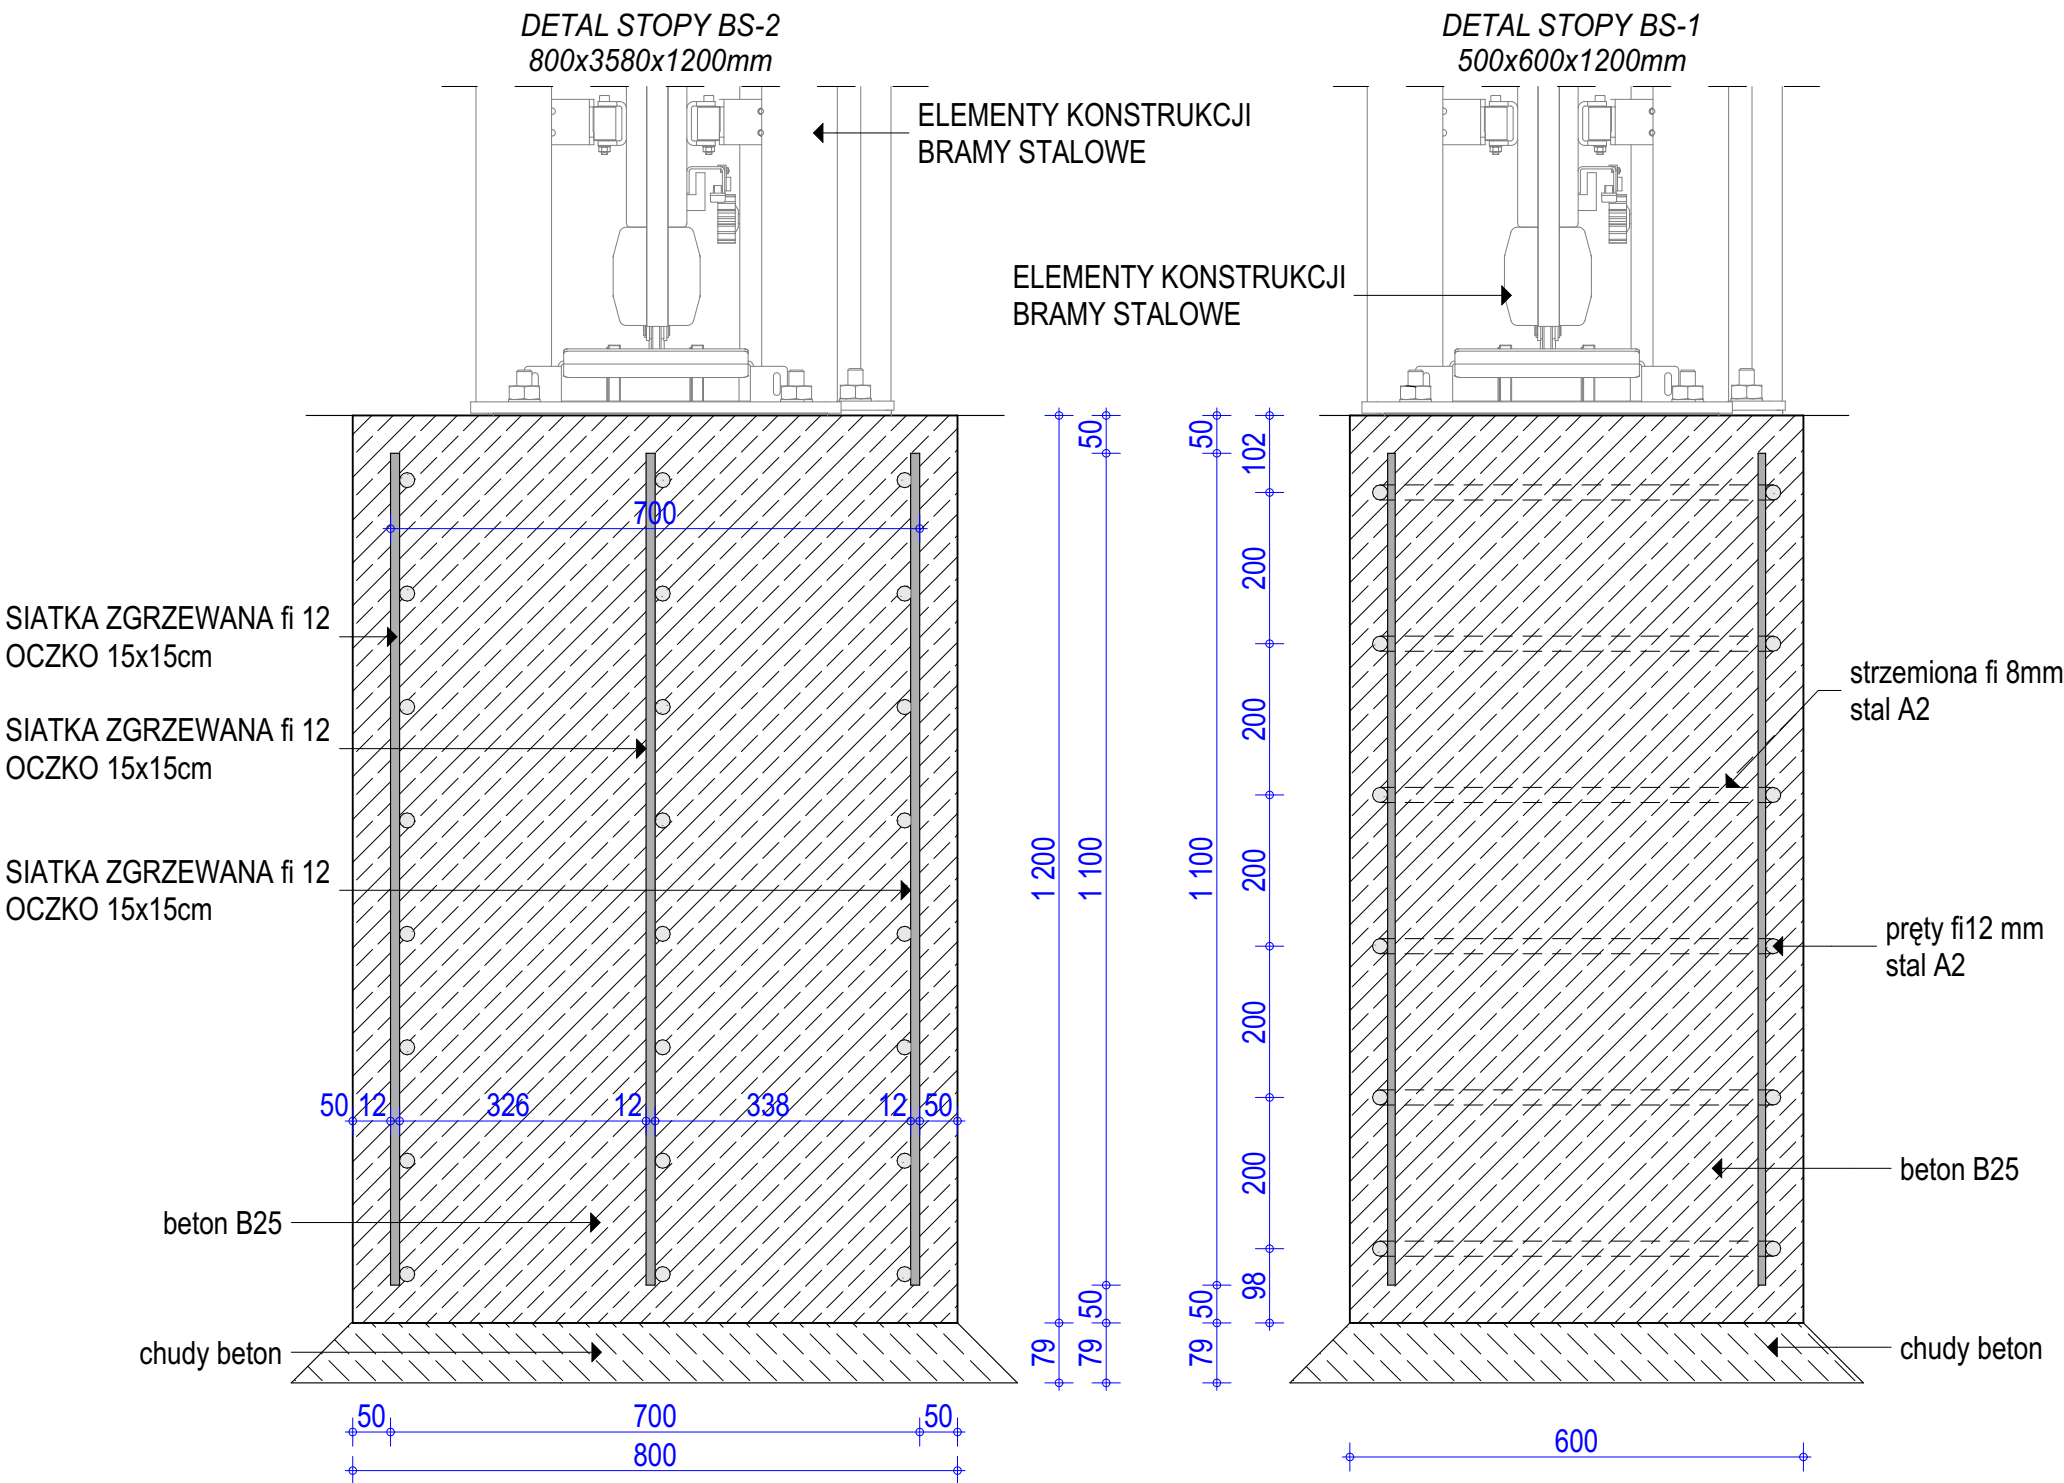 DETAL STOPY BS-2
800x3580x1200mm
DETAL STOPY BS-1
500x600x1200mm
ELEMENTY KONSTRUKCJI
BRAMY STALOWE
ELEMENTY KONSTRUKCJI
BRAMY STALOWE
SIATKA ZGRZEWANA fi 12
OCZKO 15x15cm
SIATKA ZGRZEWANA fi 12
OCZKO 15x15cm
SIATKA ZGRZEWANA fi 12
OCZKO 15x15cm
beton B25
chudy beton
700
50 12 326 12 338 12 50
50 700 50
800
1 200
79
50
1 100
50
79
50
1 100
50
79
102
200
200
200
200
200
98
strzemiona fi 8mm
stal A2
pręty fi12 mm
stal A2
beton B25
chudy beton
600